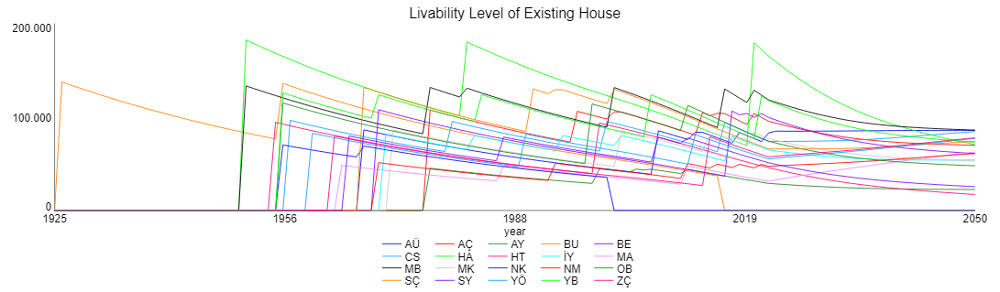 Livability Level of Existing House
200.000
100.000
0
1925 1956 1988 2019 2050
year
AÜ AÇ AY BU BE
CS HA HT İY MA
MB MK NK NM OB
SÇ SY YÖ YB ZÇ